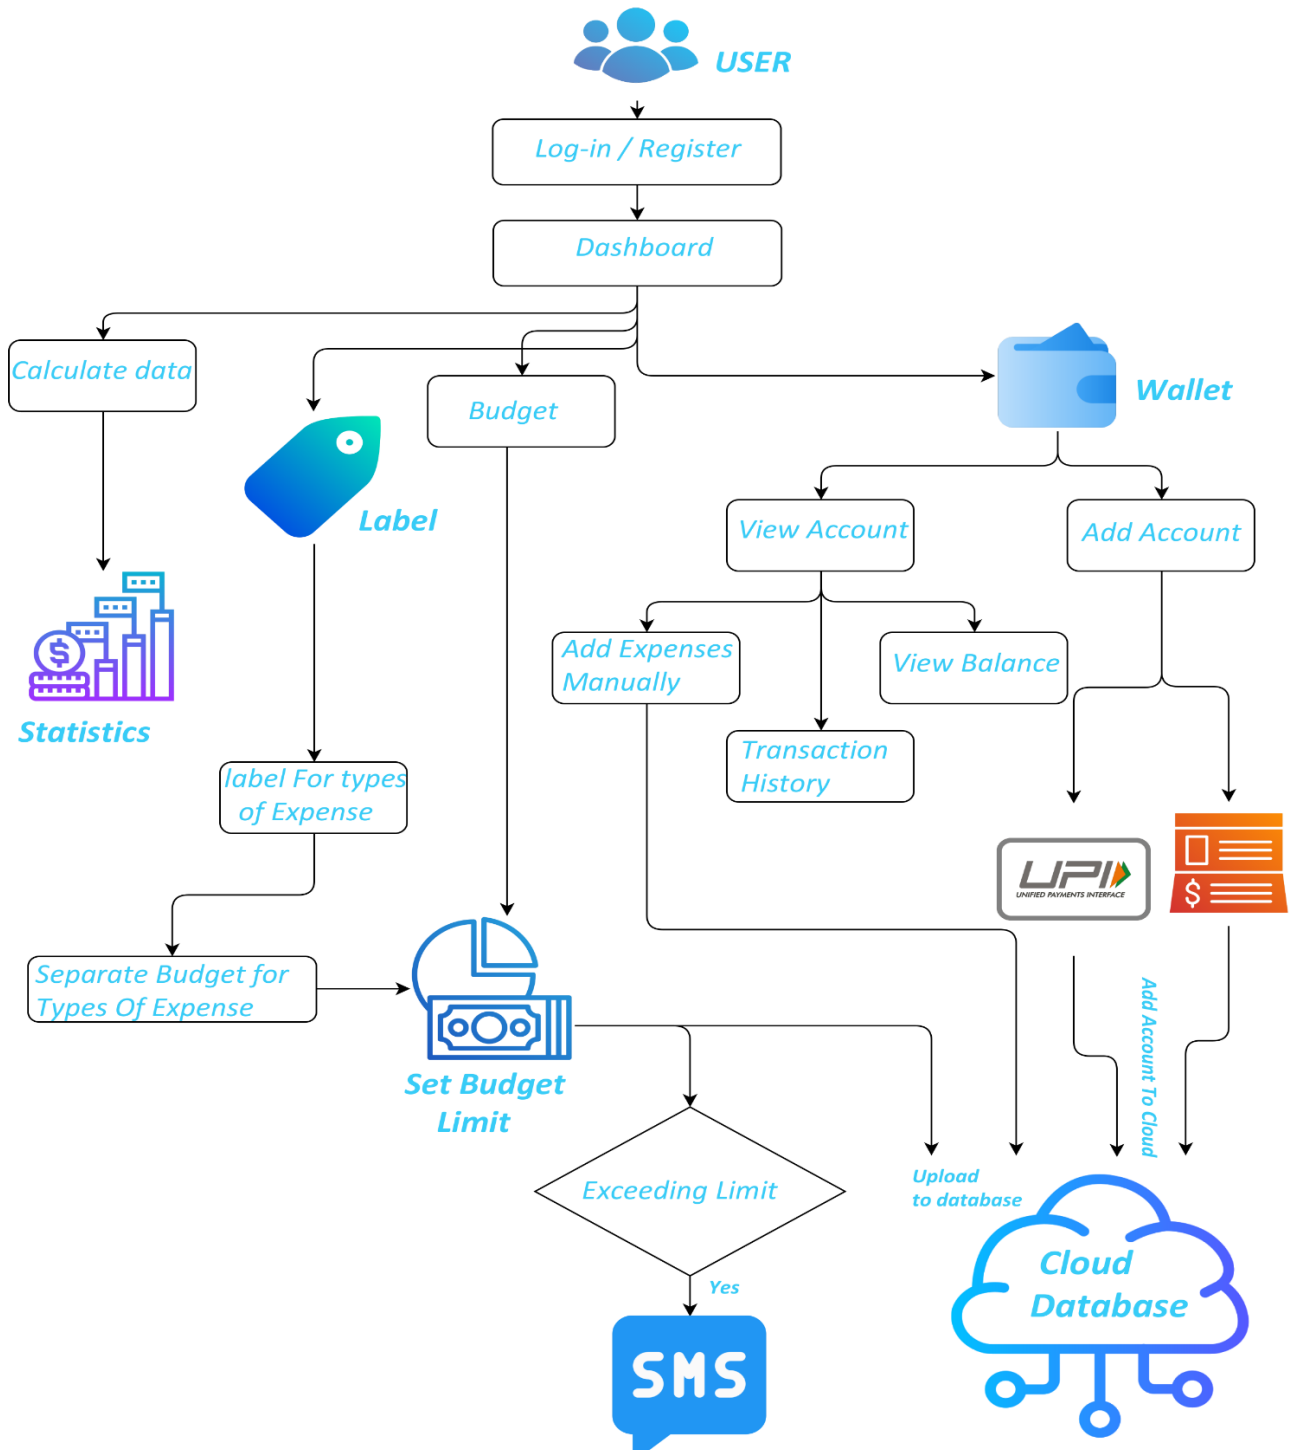 USER
Log-in / Register
Dashboard
Calculate data
Budget
Wallet
Label
View Account
Add Account
Add Expenses
Manually
View Balance
Statistics
Transaction
History
label For types
of Expense
UPI
UNIFIED PAYMENTS INTERFACE
$
$
Separate Budget for
Types Of Expense
Add Account To Cloud
Set Budget
Limit
Exceeding Limit
Upload
to database
Yes
Cloud
Database
SMS